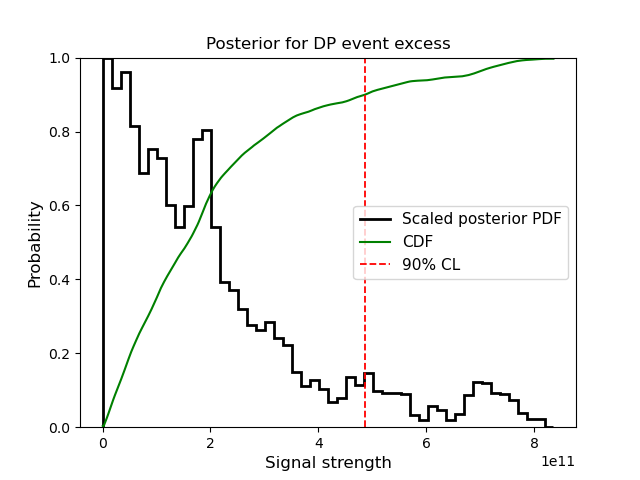 Posterior for DP event excess
Probability
1.0
0.8
0.6
0.4
0.2
0.0
Scaled posterior PDF
CDF
90% CL
0
2
4
6
8
1e11
Signal strength